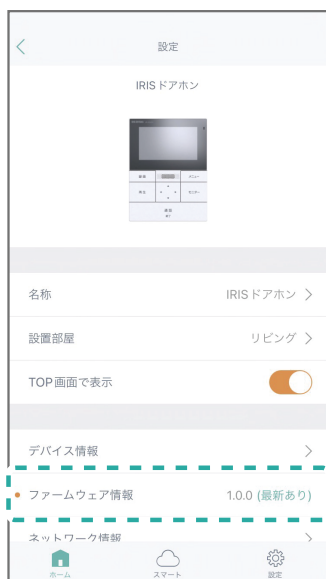 設定
IRISドアホン
名称 IRISドアホン
設置部屋 リビング
TOP画面で表示
デバイス情報
ファームウェア情報 1.0.0 (最新あり)
ネットワーク情報
ホーム スマート 設定